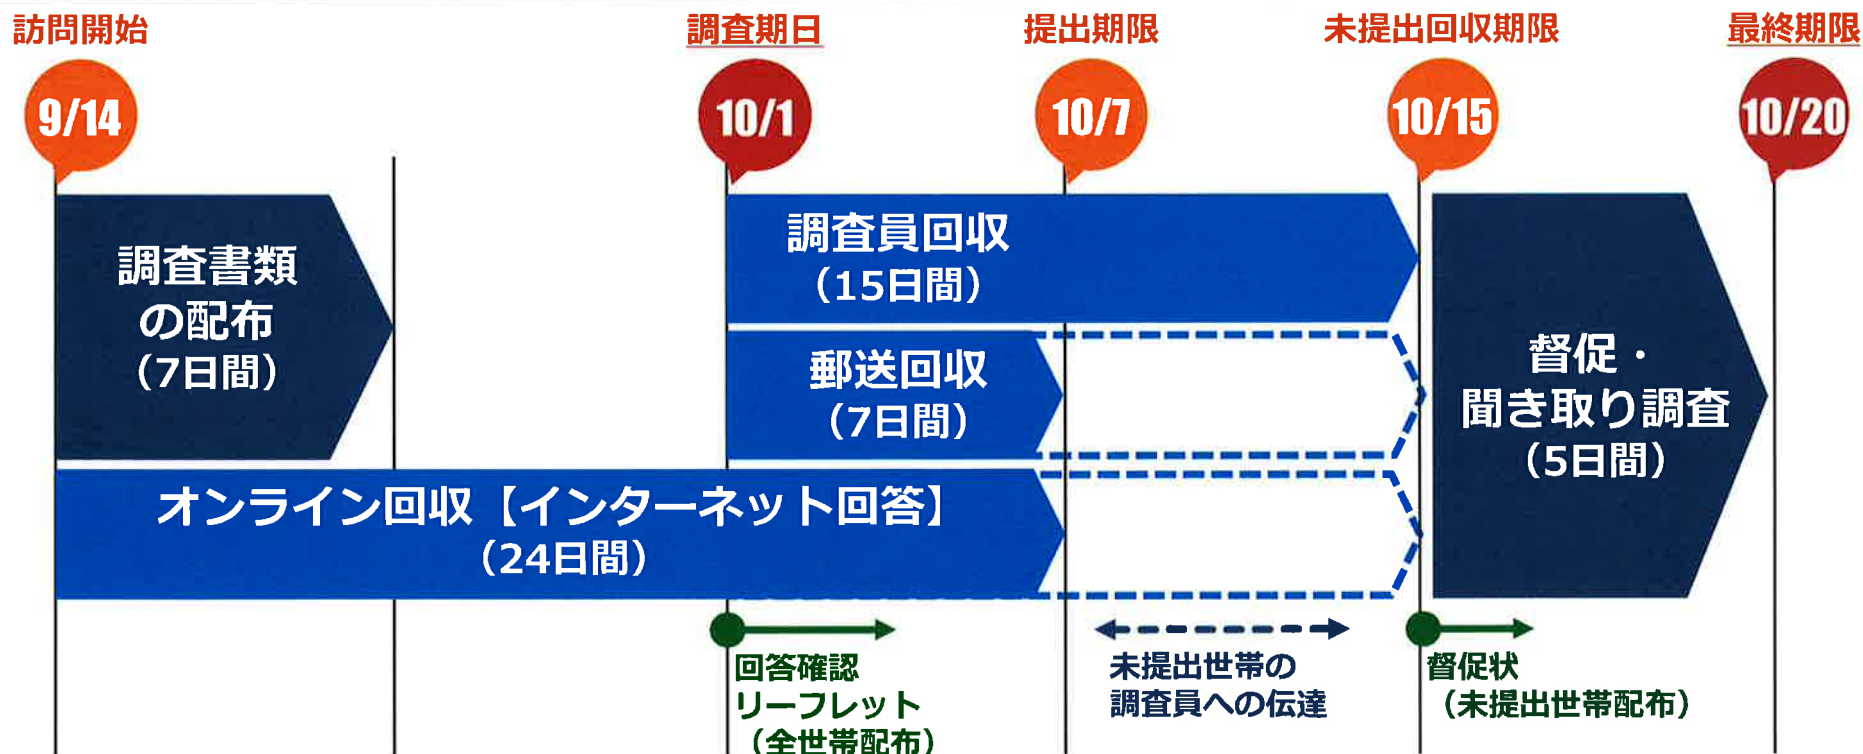 訪問開始
調査期日
提出期限
未提出回収期限
最終期限
9/14
10/1
10/7
10/15
10/20
調査書類
の配布
（7日間）
調査員回収
（15日間）
郵送回収
（7日間）
オンライン回収【インターネット回答】
（24日間）
督促・
聞き取り調査
（5日間）
回答確認
リーフレット
（全世帯配布）
未提出世帯の
調査員への伝達
督促状
（未提出世帯配布）